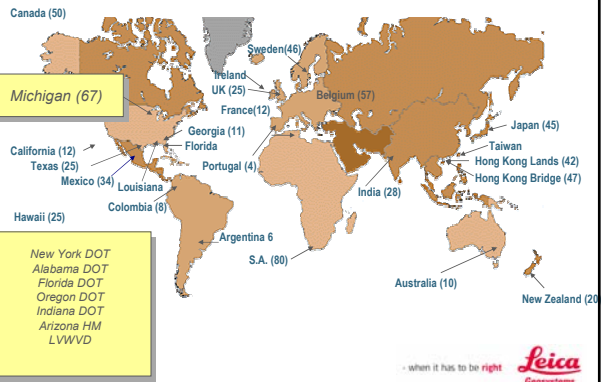 Canada (50)
Sweden(46)
Ireland
UK (25)
Belgium (57)
Michigan (67)
France(12)
Georgia (11)
Japan (45)
California (12)
Florida
Taiwan
Texas (25)
Portugal (4)
Hong Kong Lands (42)
Mexico (34)
Louisiana
India (28)
Hong Kong Bridge (47)
Colombia (8)
Hawaii (25)
Argentina 6
New York DOT
Alabama DOT
Florida DOT
Oregon DOT
Indiana DOT
Arizona HM
LVWVD
S.A. (80)
Australia (10)
New Zealand (20
- when it has to be right
Leica
Geosystems